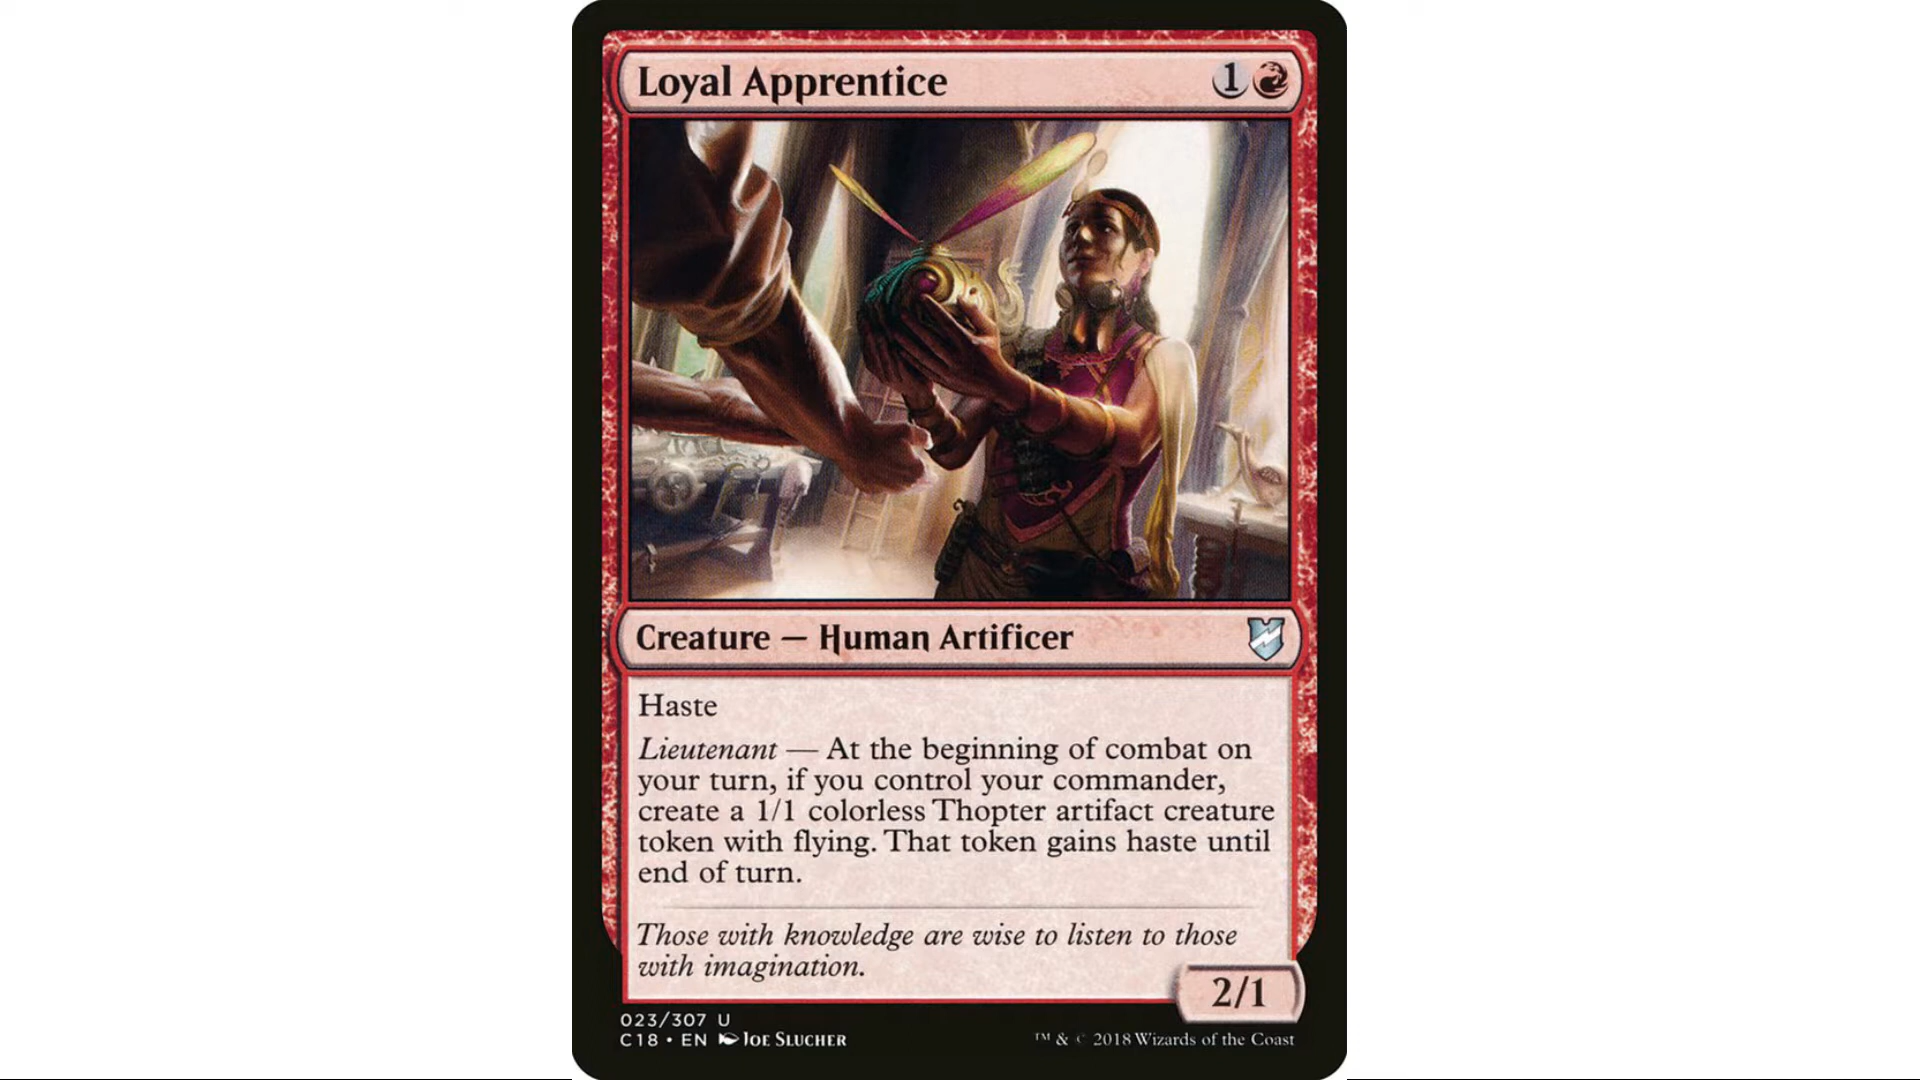 Loyal Apprentice 1
Creature — Human Artificer
Haste
Lieutenant — At the beginning of combat on
your turn, if you control your commander,
create a 1/1 colorless Thopter artifact creature
token with flying. That token gains haste until
end of turn.
Those with knowledge are wise to listen to those
with imagination.
2/1
023/307 U
C18 • EN Joe Slucher
™ & © 2018 Wizards of the Coast